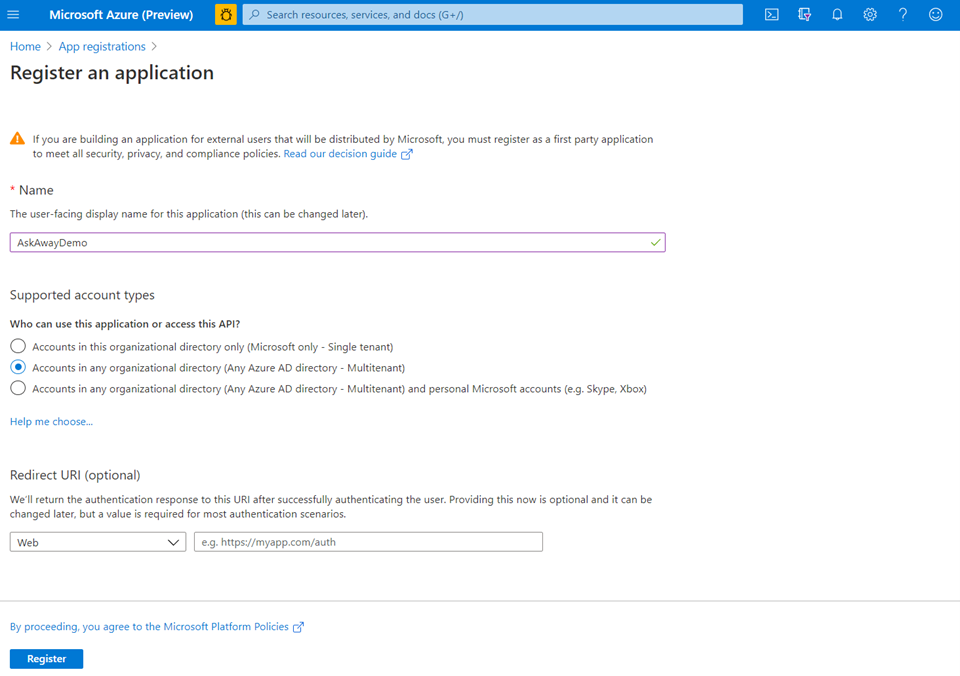 Microsoft Azure (Preview)
Search resources, services, and docs (G+/)
Home > App registrations >
Register an application
If you are building an application for external users that will be distributed by Microsoft, you must register as a first party application
to meet all security, privacy, and compliance policies. Read our decision guide
* Name
The user-facing display name for this application (this can be changed later).
AskAwayDemo
Supported account types
Who can use this application or access this API?
Accounts in this organizational directory only (Microsoft only - Single tenant)
Accounts in any organizational directory (Any Azure AD directory - Multitenant)
Accounts in any organizational directory (Any Azure AD directory - Multitenant) and personal Microsoft accounts (e.g. Skype, Xbox)
Help me choose...
Redirect URI (optional)
We'll return the authentication response to this URI after successfully authenticating the user. Providing this now is optional and it can be
changed later, but a value is required for most authentication scenarios.
Web
e.g. https://myapp.com/auth
By proceeding, you agree to the Microsoft Platform Policies
Register